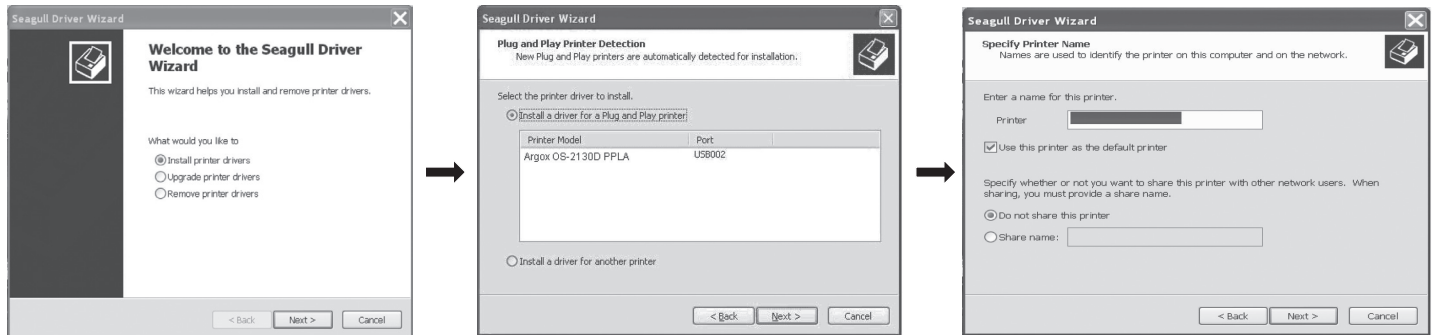 Seagull Driver Wizard
Welcome to the Seagull Driver
Wizard
This wizard helps you install and remove printer drivers.
What would you like to
Install printer drivers
Upgrade printer drivers
Remove printer drivers
< Back
Next >
Cancel
Seagull Driver Wizard
Plug and Play Printer Detection
New Plug and Play printers are automatically detected for installation.
Select the printer driver to install.
Install a driver for a Plug and Play printer
Printer Model Port
Argox OS-2130D PPLA USB002
Install a driver for another printer
< Back
Next >
Cancel
Seagull Driver Wizard
Specify Printer Name
Names are used to identify the printer on this computer and on the network.
Enter a name for this printer.
Printer
Use this printer as the default printer
Specify whether or not you want to share this printer with other network users. When
sharing, you must provide a share name.
Do not share this printer
Share name:
< Back
Next >
Cancel